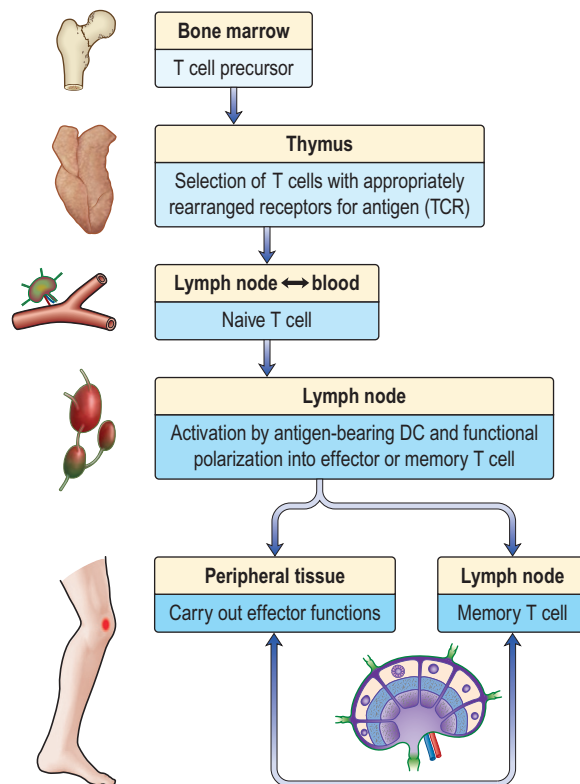 Bone marrow
T cell precursor
Thymus
Selection of T cells with appropriately
rearranged receptors for antigen (TCR)
Lymph node ↔ blood
Naive T cell
Lymph node
Activation by antigen-bearing DC and functional
polarization into effector or memory T cell
Peripheral tissue
Carry out effector functions
Lymph node
Memory T cell